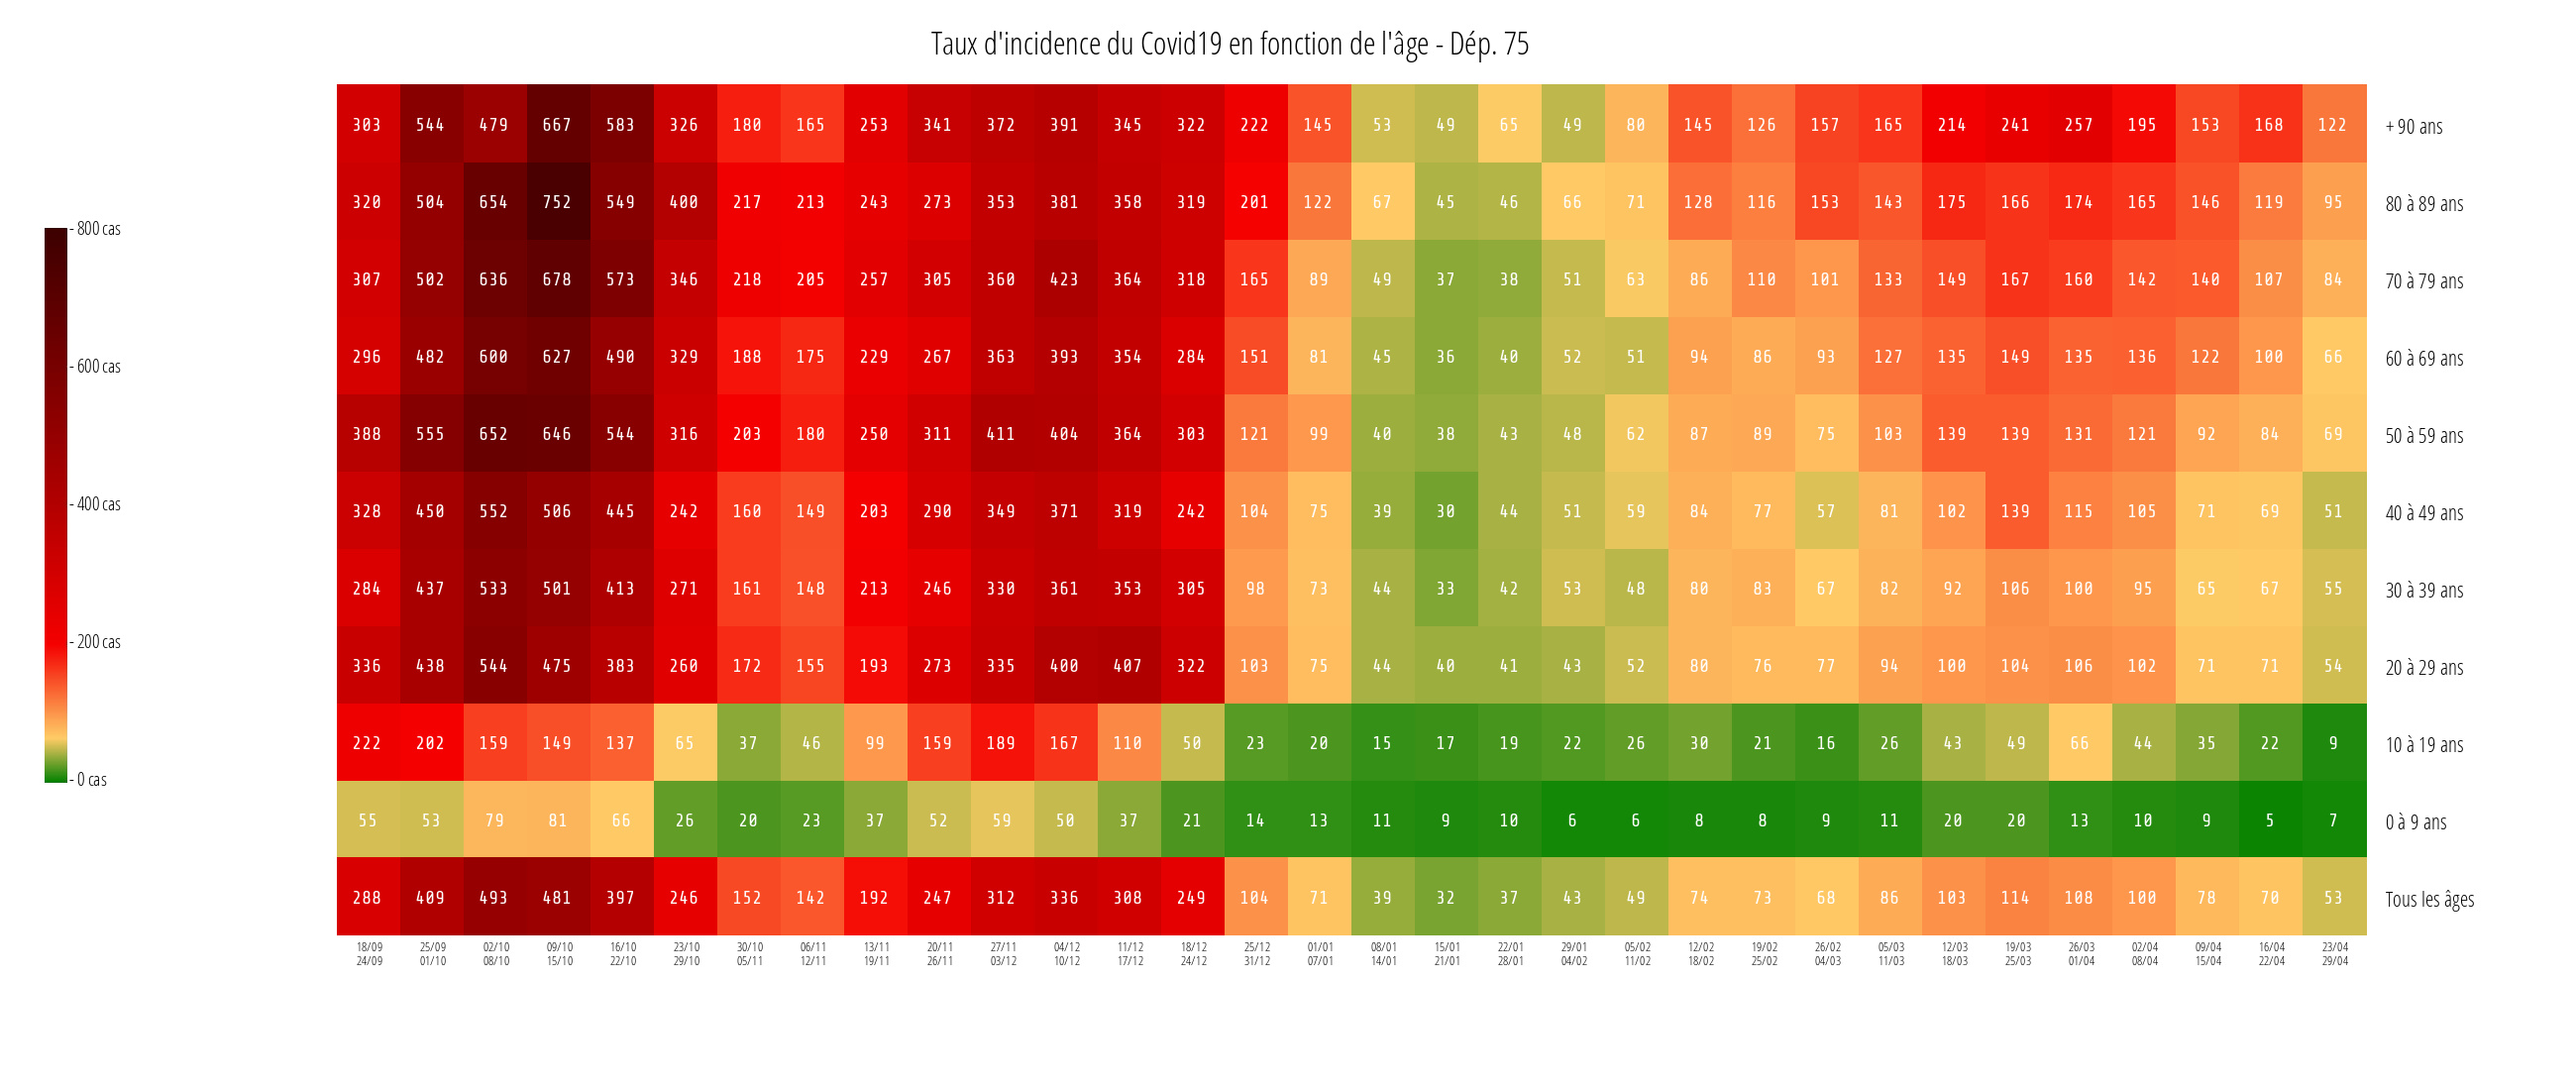 Taux d'incidence du Covid19 en fonction de l'âge - Dép. 75
- 800 cas
- 600 cas
- 400 cas
- 200 cas
- 0 cas
303 544 479 667 583 326 180 165 253 341 372 391 345 322 222 145 53 49 65 49 80 145 126 157 165 214 241 257 195 153 168 122 + 90 ans
320 504 654 752 549 400 217 213 243 273 353 381 358 319 201 122 67 45 46 66 71 128 116 153 143 175 166 174 165 146 119 95 80 à 89 ans
307 502 636 678 573 346 218 205 257 305 360 423 364 318 165 89 49 37 38 51 63 86 110 101 133 149 167 160 142 140 107 84 70 à 79 ans
296 482 600 627 490 329 188 175 229 267 363 393 354 284 151 81 45 36 40 52 51 94 86 93 127 135 149 135 136 122 100 66 60 à 69 ans
388 555 652 646 544 316 203 180 250 311 411 404 364 303 121 99 40 38 43 48 62 87 89 75 103 139 139 131 121 92 84 69 50 à 59 ans
328 450 552 506 445 242 160 149 203 290 349 371 319 242 104 75 39 30 44 51 59 84 77 57 81 102 139 115 105 71 69 51 40 à 49 ans
284 437 533 501 413 271 161 148 213 246 330 361 353 305 98 73 44 33 42 53 48 80 83 67 82 92 106 100 95 65 67 55 30 à 39 ans
336 438 544 475 383 260 172 155 193 273 335 400 407 322 103 75 44 40 41 43 52 80 76 77 94 100 104 106 102 71 71 54 20 à 29 ans
222 202 159 149 137 65 37 46 99 159 189 167 110 50 23 20 15 17 19 22 26 30 21 16 26 43 49 66 44 35 22 9 10 à 19 ans
55 53 79 81 66 26 20 23 37 52 59 50 37 21 14 13 11 9 10 6 6 8 8 9 11 20 20 13 10 9 5 7 0 à 9 ans
288 409 493 481 397 246 152 142 192 247 312 336 308 249 104 71 39 32 37 43 49 74 73 68 86 103 114 108 100 78 70 53 Tous les âges
18/09 25/09 02/10 09/10 16/10 23/10 30/10 06/11 13/11 20/11 27/11 04/12 11/12 18/12 25/12 01/01 08/01 15/01 22/01 29/01 05/02 12/02 19/02 26/02 05/03 12/03 19/03 26/03 02/04 09/04 16/04 23/04
24/09 01/10 08/10 15/10 22/10 29/10 05/11 12/11 19/11 26/11 03/12 10/12 17/12 24/12 31/12 07/01 14/01 21/01 28/01 04/02 11/02 18/02 25/02 04/03 11/03 18/03 25/03 01/04 08/04 15/04 22/04 29/04